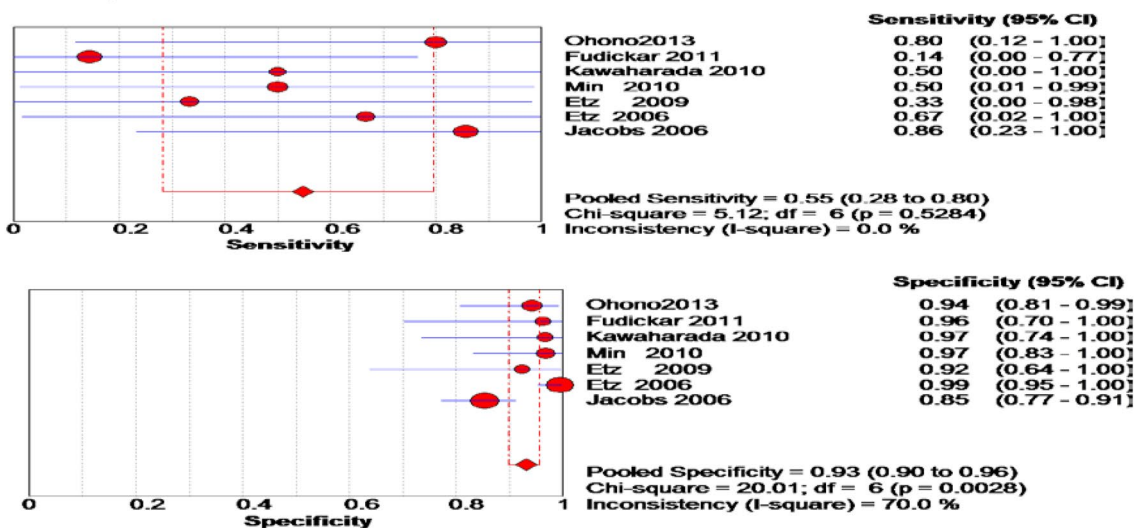 Sensitivity (95% CI)
Ohono2013 0.80 (0.12 - 1.00)
Fudickar 2011 0.14 (0.00 - 0.77)
Kawaharada 2010 0.50 (0.00 - 1.00)
Min 2010 0.50 (0.01 - 0.99)
Etz 2009 0.33 (0.00 - 0.98)
Etz 2006 0.67 (0.02 - 1.00)
Jacobs 2006 0.86 (0.23 - 1.00)
Pooled Sensitivity = 0.55 (0.28 to 0.80)
Chi-square = 5.12; df = 6 (p = 0.5284)
Inconsistency (I-square) = 0.0 %
0 0.2 0.4 0.6 0.8 1
Sensitivity
Specificity (95% CI)
Ohono2013 0.94 (0.81 - 0.99)
Fudickar 2011 0.96 (0.70 - 1.00)
Kawaharada 2010 0.97 (0.74 - 1.00)
Min 2010 0.97 (0.83 - 1.00)
Etz 2009 0.92 (0.64 - 1.00)
Etz 2006 0.99 (0.95 - 1.00)
Jacobs 2006 0.85 (0.77 - 0.91)
Pooled Specificity = 0.93 (0.90 to 0.96)
Chi-square = 20.01; df = 6 (p = 0.0028)
Inconsistency (I-square) = 70.0 %
0 0.2 0.4 0.6 0.8 1
Specificity